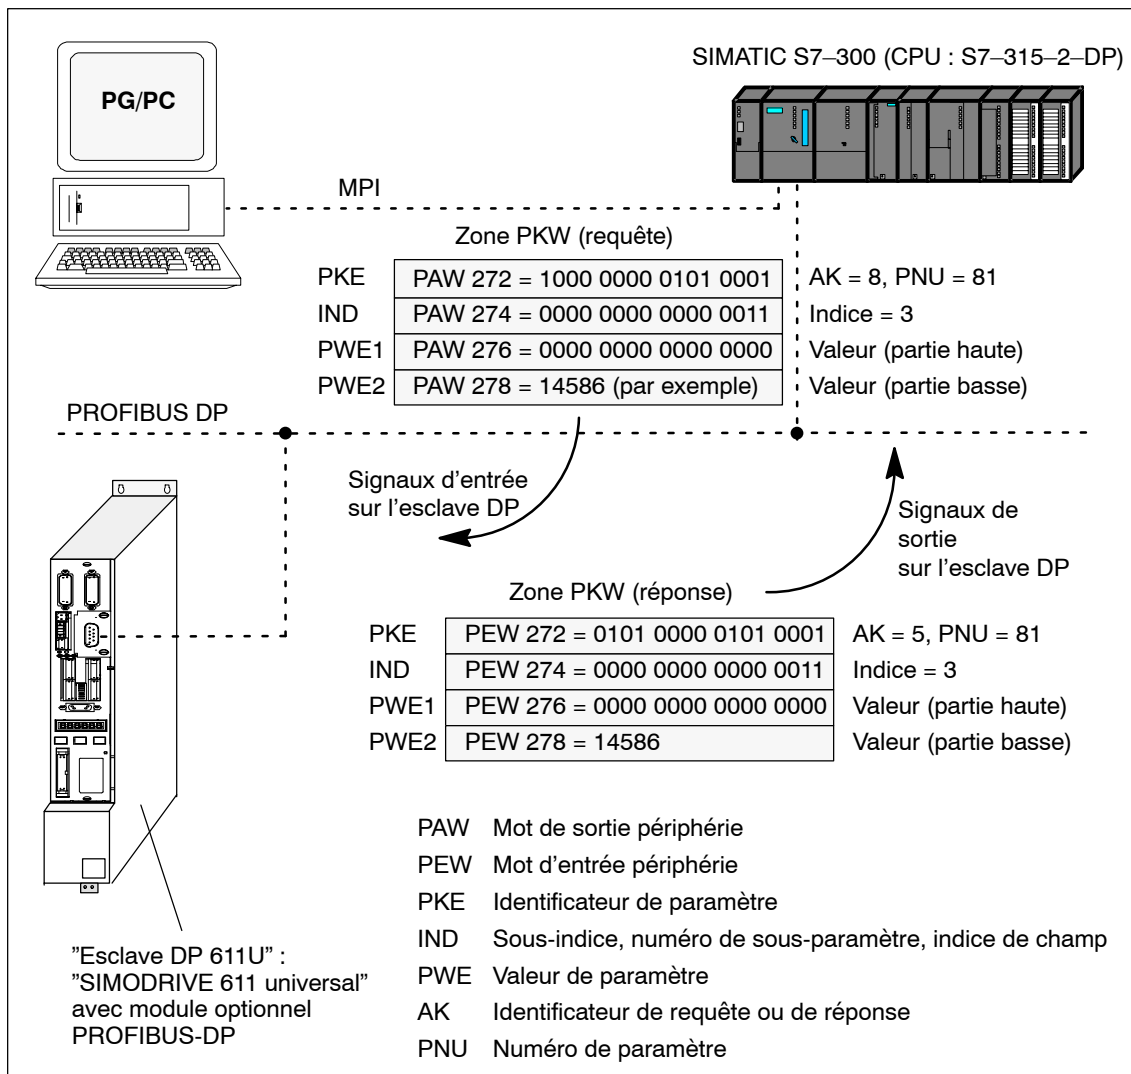 PG/PC
SIMATIC S7–300 (CPU : S7–315–2–DP)
MPI
Zone PKW (requête)
PKE PAW 272 = 1000 0000 0101 0001 AK = 8, PNU = 81
IND PAW 274 = 0000 0000 0000 0011 Indice = 3
PWE1 PAW 276 = 0000 0000 0000 0000 Valeur (partie haute)
PWE2 PAW 278 = 14586 (par exemple) Valeur (partie basse)
PROFIBUS DP
Signaux d'entrée
sur l'esclave DP
Signaux de
sortie
sur l'esclave DP
Zone PKW (réponse)
PKE PEW 272 = 0101 0000 0101 0001 AK = 5, PNU = 81
IND PEW 274 = 0000 0000 0000 0011 Indice = 3
PWE1 PEW 276 = 0000 0000 0000 0000 Valeur (partie haute)
PWE2 PEW 278 = 14586 Valeur (partie basse)
PAW Mot de sortie périphérie
PEW Mot d'entrée périphérie
PKE Identificateur de paramètre
IND Sous-indice, numéro de sous-paramètre, indice de champ
PWE Valeur de paramètre
AK Identificateur de requête ou de réponse
PNU Numéro de paramètre
”Esclave DP 611U” :
”SIMODRIVE 611 universal”
avec module optionnel
PROFIBUS-DP